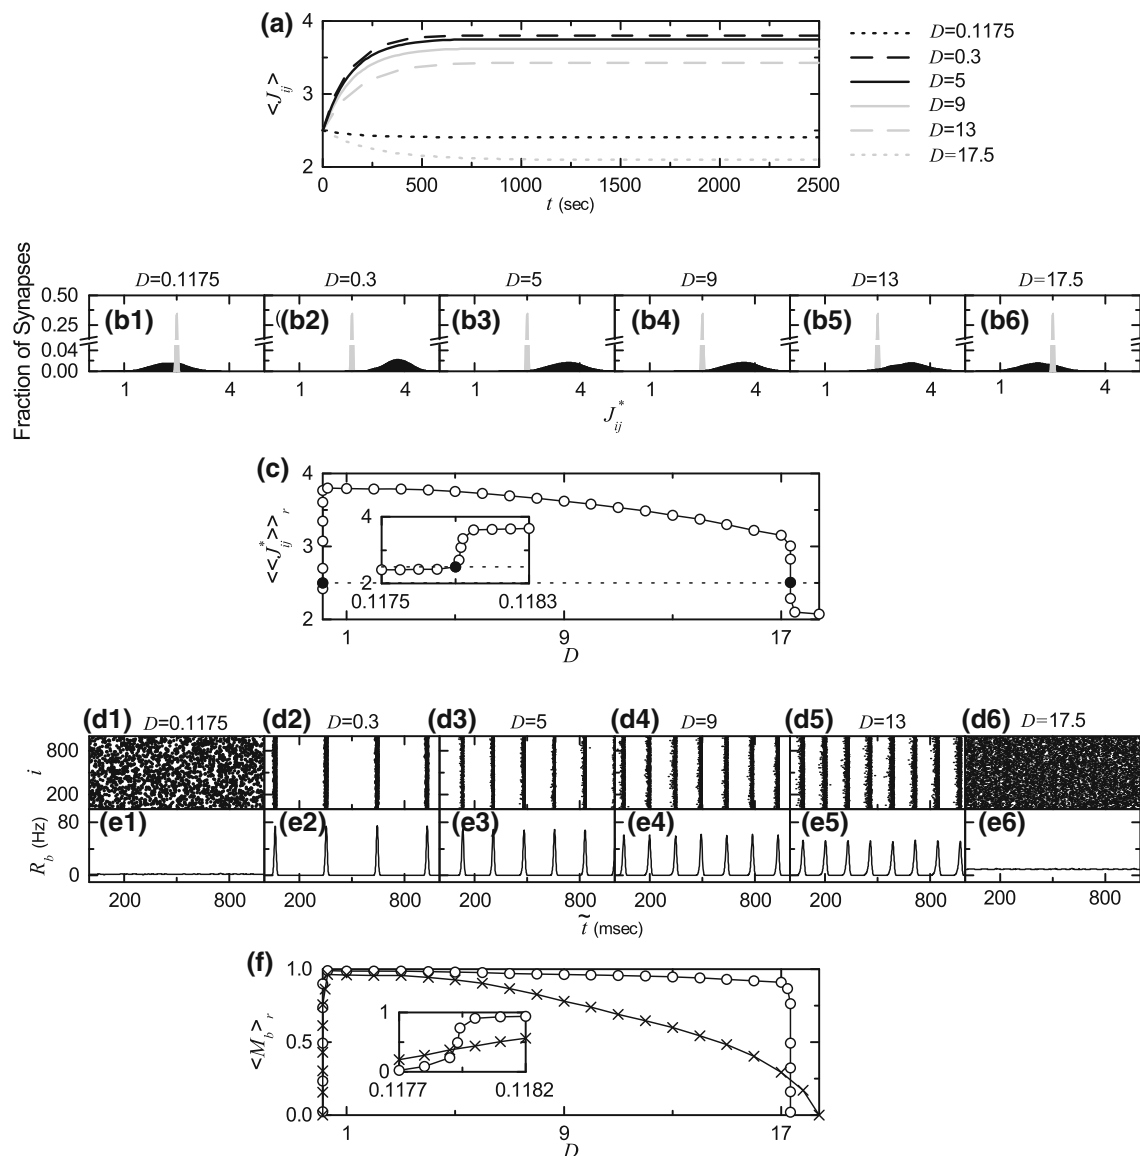 (a)
4
3
2
<J_ij>
0 500 1000 1500 2000 2500
t (sec)
D=0.1175
D=0.3
D=5
D=9
D=13
D=17.5
Fraction of Synapses
D=0.1175 D=0.3 D=5 D=9 D=13 D=17.5
0.50
0.25
0.04
0.00
(b1) (b2) (b3) (b4) (b5) (b6)
1 4 1 4 1 4 1 4 1 4 1 4
J*_ij
(c)
4
3
2
<<J*_ij>>_r
4
2
0.1175 0.1183
1 9 17
D
(d1) D=0.1175 (d2) D=0.3 (d3) D=5 (d4) D=9 (d5) D=13 (d6) D=17.5
i
800
200
R_b (Hz)
80
0
(e1) (e2) (e3) (e4) (e5) (e6)
200 800 200 800 200 800 200 800 200 800 200 800
t̃ (msec)
(f)
1.0
0.5
0.0
<M_b>_r
1
0
0.1177 0.1182
1 9 17
D